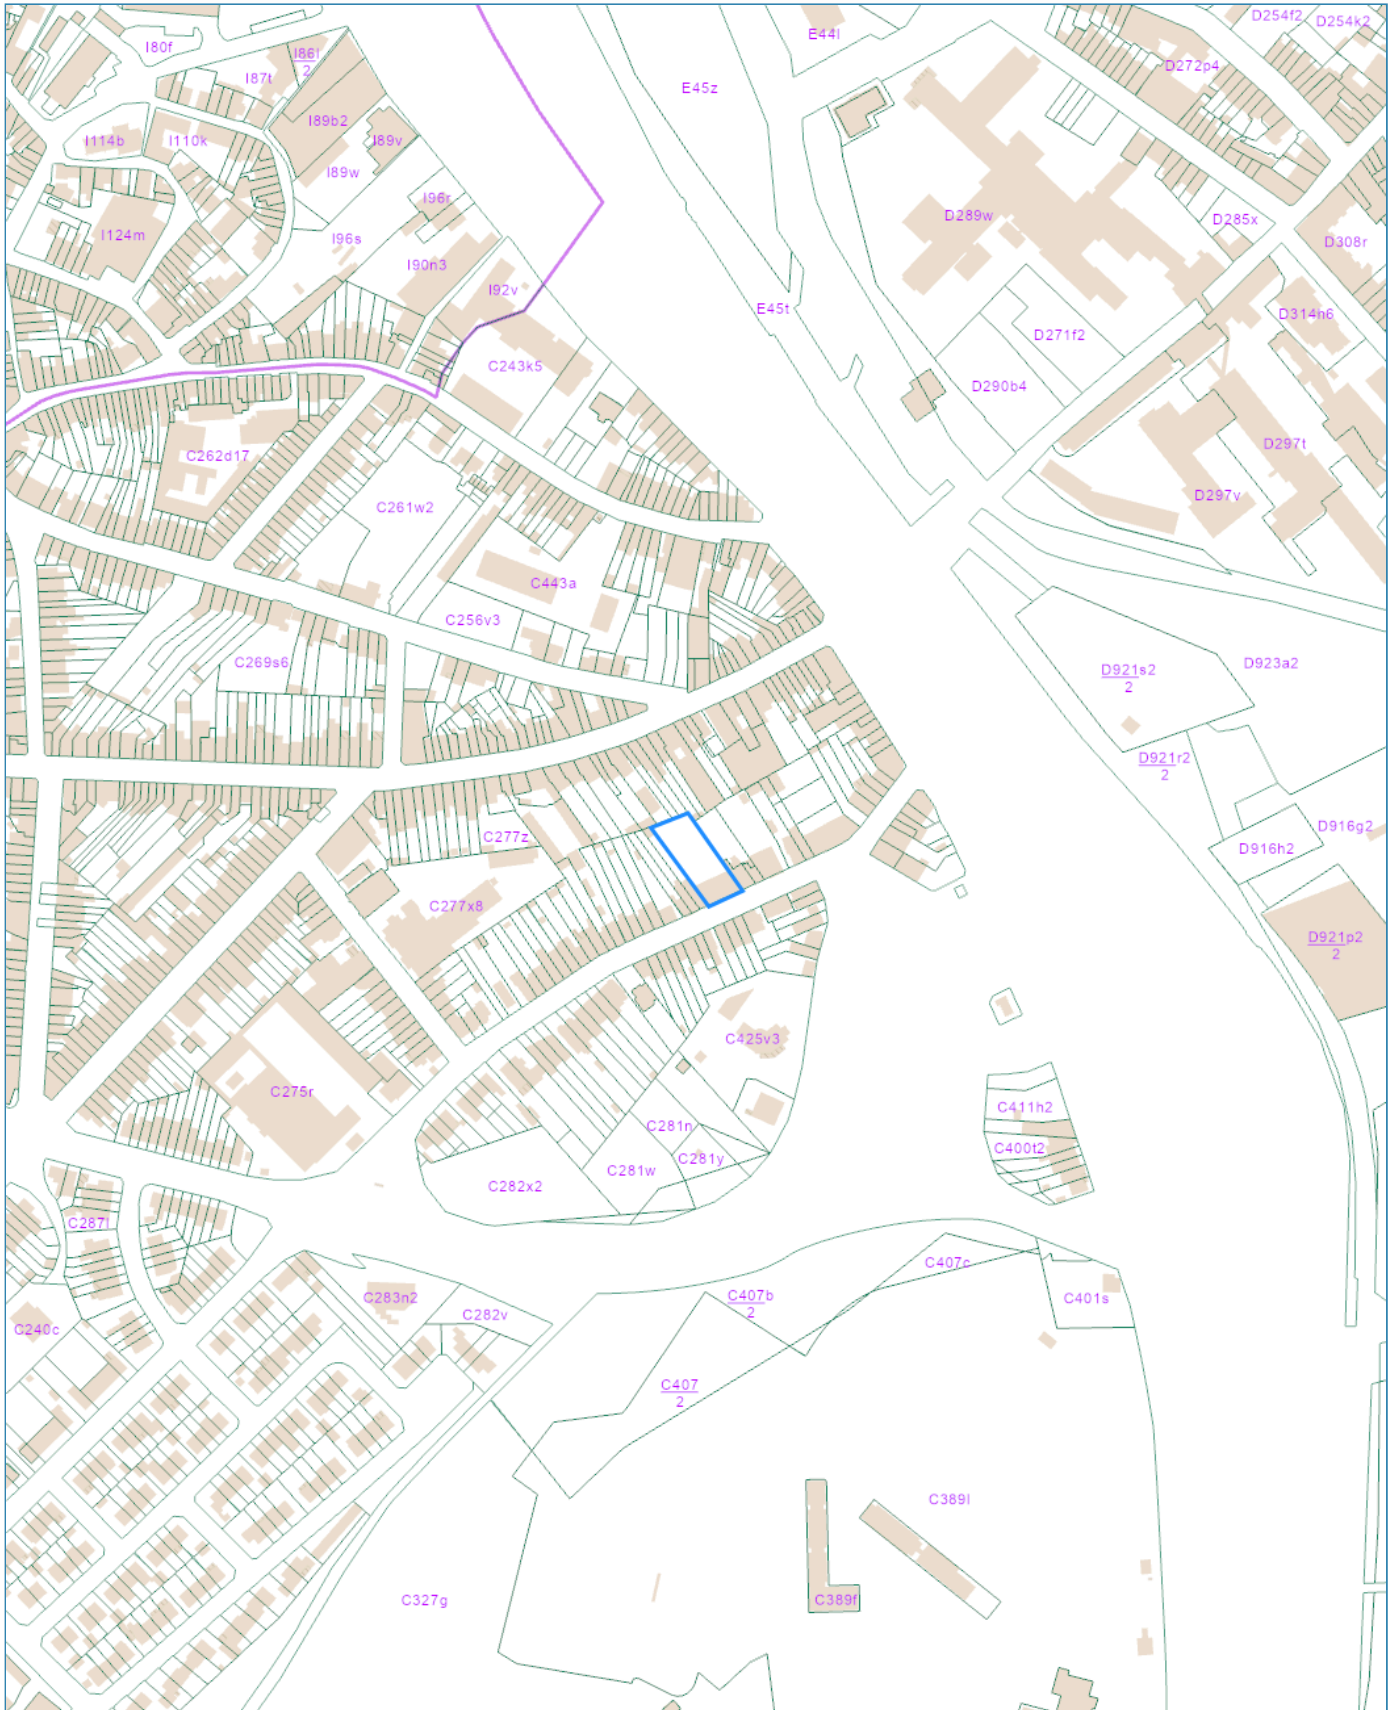 D254f2
D254k2
I80f
E44l
I86l
2
D272p4
I87t
E45z
I89b2
I114b
I110k
I89v
I89w
I96r
D289w
D285x
I124m
I96s
D308r
I90n3
I92v
E45t
D314n6
D271f2
C243k5
D290b4
D297t
C262d17
D297v
C261w2
C443a
C256v3
C269s6
D923a2
D921s2
2
D921r2
2
D916g2
C277z
D916h2
C277x8
D921p2
2
C425v3
C275r
C411h2
C281n
C400t2
C281y
C281w
C282x2
C287l
C407c
C283n2
C407b
2
C401s
C282v
C240c
C407
2
C389l
C327g
C389f